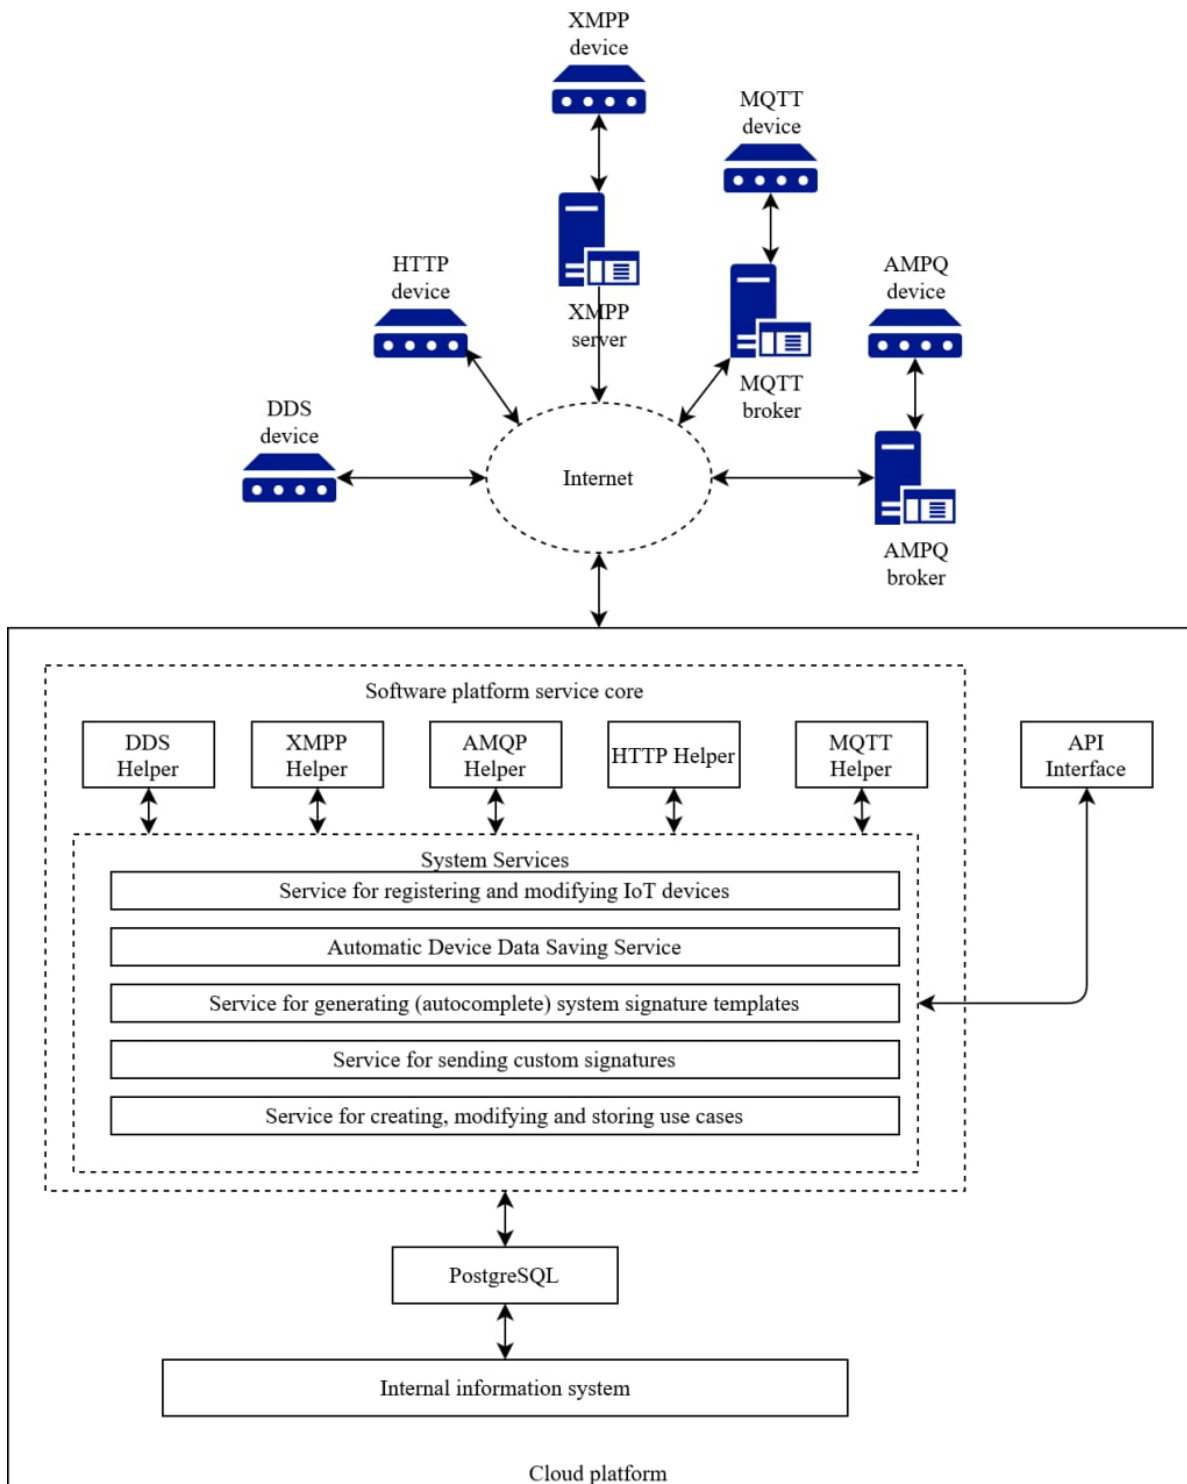 XMPP
device
MQTT
device
HTTP
device
XMPP
server
AMPQ
device
MQTT
broker
DDS
device
Internet
AMPQ
broker
Software platform service core
DDS
Helper
XMPP
Helper
AMQP
Helper
HTTP Helper
MQTT
Helper
API
Interface
System Services
Service for registering and modifying IoT devices
Automatic Device Data Saving Service
Service for generating (autocomplete) system signature templates
Service for sending custom signatures
Service for creating, modifying and storing use cases
PostgreSQL
Internal information system
Cloud platform